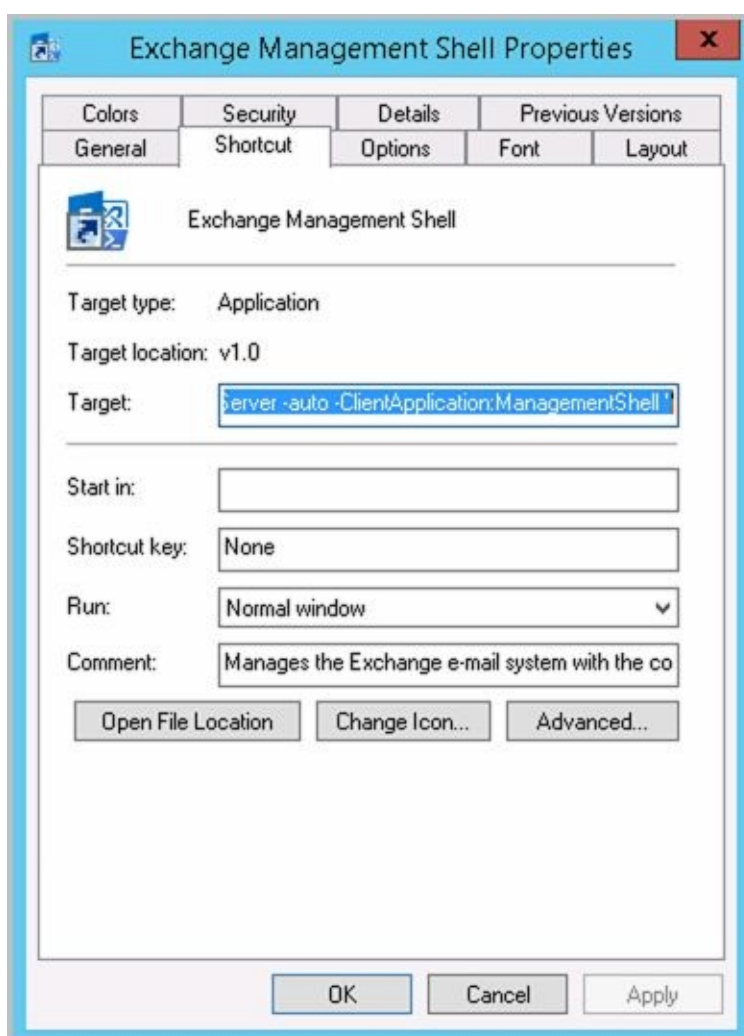 Exchange Management Shell Properties
x
Colors Security Details Previous Versions
General Shortcut Options Font Layout
Exchange Management Shell
Target type: Application
Target location: v1.0
Target: Server -auto -ClientApplication:ManagementShell "
Start in:
Shortcut key: None
Run: Normal window
Comment: Manages the Exchange e-mail system with the co
Open File Location Change Icon... Advanced...
OK Cancel Apply